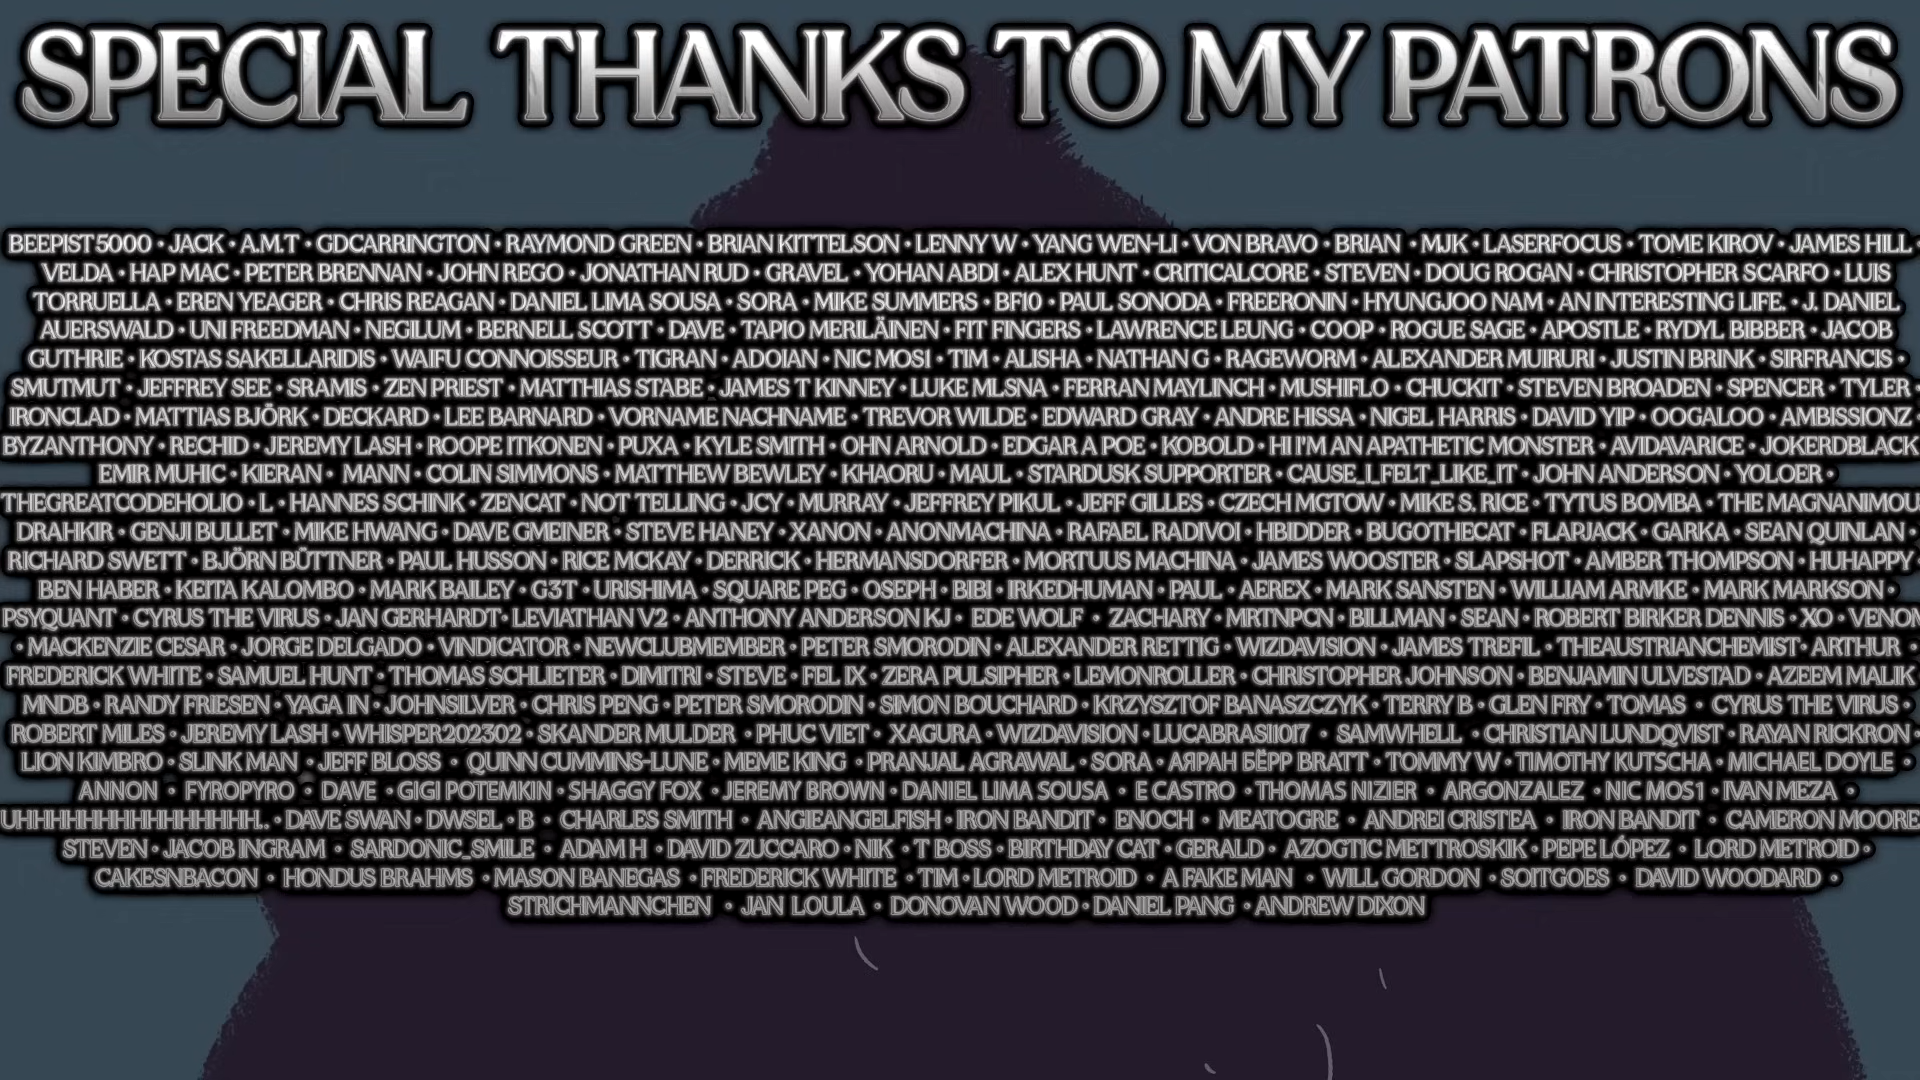 SPECIAL THANKS TO MY PATRONS
BEEPIST5000 • JACK • A.M.T • GDCARRINGTON • RAYMOND GREEN • BRIAN KITTELSON • LENNY W • YANG WEN-LI • VON BRAVO • BRIAN • MJK • LASERFOCUS • TOME KIROV • JAMES HILL •
VELDA • HAP MAC • PETER BRENNAN • JOHN REGO • JONATHAN RUD • GRAVEL • YOHAN ABDI • ALEX HUNT • CRITICALCORE • STEVEN • DOUG ROGAN • CHRISTOPHER SCARFO • LUIS
TORRUELLA • EREN YEAGER • CHRIS REAGAN • DANIEL LIMA SOUSA • SORA • MIKE SUMMERS • BF10 • PAUL SONODA • FREERONIN • HYUNGJOO NAM • AN INTERESTING LIFE. • J. DANIEL
AUERSWALD • UNI FREEDMAN • NEGILUM • BERNELL SCOTT • DAVE • TAPIO MERILÄINEN • FIT FINGERS • LAWRENCE LEUNG • COOP • ROGUE SAGE • APOSTLE • RYDYL BIBBER • JACOB
GUTHRIE • KOSTAS SAKELLARIDIS • WAIFU CONNOISSEUR • TIGRAN • ADOIAN • NIC MOS1 • TIM • ALISHA • NATHAN G • RAGEWORM • ALEXANDER MUIRURI • JUSTIN BRINK • SIRFRANCIS •
SMUTMUT • JEFFREY SEE • SRAMIS • ZEN PRIEST • MATTHIAS STABE • JAMES T KINNEY • LUKE MLSNA • FERRAN MAYLINCH • MUSHIFLO • CHUCKIT • STEVEN BROADEN • SPENCER • TYLER •
IRONCLAD • MATTIAS BJÖRK • DECKARD • LEE BARNARD • VORNAME NACHNAME • TREVOR WILDE • EDWARD GRAY • ANDRE HISSA • NIGEL HARRIS • DAVID YIP • OOGALOO • AMBISSIONZ •
BYZANTHONY • RECHID • JEREMY LASH • ROOPE ITKONEN • PUXA • KYLE SMITH • OHN ARNOLD • EDGAR A POE • KOBOLD • HI I'M AN APATHETIC MONSTER • AVIDAVARICE • JOKERDBLACK
EMIR MUHIC • KIERAN • MANN • COLIN SIMMONS • MATTHEW BEWLEY • KHAORU • MAUL • STARDUSK SUPPORTER • CAUSE_I_FELT_LIKE_IT • JOHN ANDERSON • YOLOER •
THEGREATCODEHOLIO • L • HANNES SCHINK • ZENCAT • NOT TELLING • JCY • MURRAY • JEFFREY PIKUL • JEFF GILLES • CZECH MGTOW • MIKE S. RICE • TYTUS BOMBA • THE MAGNANIMOU
DRAHKIR • GENJI BULLET • MIKE HWANG • DAVE GMEINER • STEVE HANEY • XANON • ANONMACHINA • RAFAEL RADIVOI • HBIDDER • BUGOTHECAT • FLAPJACK • GARKA • SEAN QUINLAN •
RICHARD SWETT • BJÖRN BÜTTNER • PAUL HUSSON • RICE MCKAY • DERRICK • HERMANSDORFER • MORTUUS MACHINA • JAMES WOOSTER • SLAPSHOT • AMBER THOMPSON • HUHAPPY •
BEN HABER • KEITA KALOMBO • MARK BAILEY • G3T • URISHIMA • SQUARE PEG • OSEPH • BIBI • IRKEDHUMAN • PAUL • AEREX • MARK SANSTEN • WILLIAM ARMKE • MARK MARKSON •
PSYQUANT • CYRUS THE VIRUS • JAN GERHARDT • LEVIATHAN V2 • ANTHONY ANDERSON KJ • EDE WOLF • ZACHARY • MRTNPCN • BILLMAN • SEAN • ROBERT BIRKER DENNIS • XO • VENOM
• MACKENZIE CESAR • JORGE DELGADO • VINDICATOR • NEWCLUBMEMBER • PETER SMORODIN • ALEXANDER RETTIG • WIZDAVISION • JAMES TREFIL • THEAUSTRIANCHEMIST • ARTHUR •
FREDERICK WHITE • SAMUEL HUNT • THOMAS SCHLIETER • DIMITRI • STEVE • FEL IX • ZERA PULSIPHER • LEMONROLLER • CHRISTOPHER JOHNSON • BENJAMIN ULVESTAD • AZEEM MALIK •
MNDB • RANDY FRIESEN • YAGA IN • JOHNSILVER • CHRIS PENG • PETER SMORODIN • SIMON BOUCHARD • KRZYSZTOF BANASZCZYK • TERRY B • GLEN FRY • TOMAS • CYRUS THE VIRUS •
ROBERT MILES • JEREMY LASH • WHISPER202302 • SKANDER MULDER • PHUC VIET • XAGURA • WIZDAVISION • LUCABRASI1017 • SAMWHELL • CHRISTIAN LUNDQVIST • RAYAN RICKRON •
LION KIMBRO • SLINK MAN • JEFF BLOSS • QUINN CUMMINS-LUNE • MEME KING • PRANJAL AGRAWAL • SORA • AЯPAH БЁPP BRATT • TOMMY W • TIMOTHY KUTSCHA • MICHAEL DOYLE •
ANNON • FYROPYRO • DAVE • GIGI POTEMKIN • SHAGGY FOX • JEREMY BROWN • DANIEL LIMA SOUSA • E CASTRO • THOMAS NIZIER • ARGONZALEZ • NIC MOS1 • IVAN MEZA •
UHHHHHHHHHHHHHHHH.. • DAVE SWAN • DWSEL • B • CHARLES SMITH • ANGIEANGELFISH • IRON BANDIT • ENOCH • MEATOGRE • ANDREI CRISTEA • IRON BANDIT • CAMERON MOORE
STEVEN • JACOB INGRAM • SARDONIC_SMILE • ADAM H • DAVID ZUCCARO • NIK • T BOSS • BIRTHDAY CAT • GERALD • AZOGTIC METTROSKIK • PEPE LÓPEZ • LORD METROID •
CAKESNBACON • HONDUS BRAHMS • MASON BANEGAS • FREDERICK WHITE • TIM • LORD METROID • A FAKE MAN • WILL GORDON • SOITGOES • DAVID WOODARD •
STRICHMANNCHEN • JAN LOULA • DONOVAN WOOD • DANIEL PANG • ANDREW DIXON